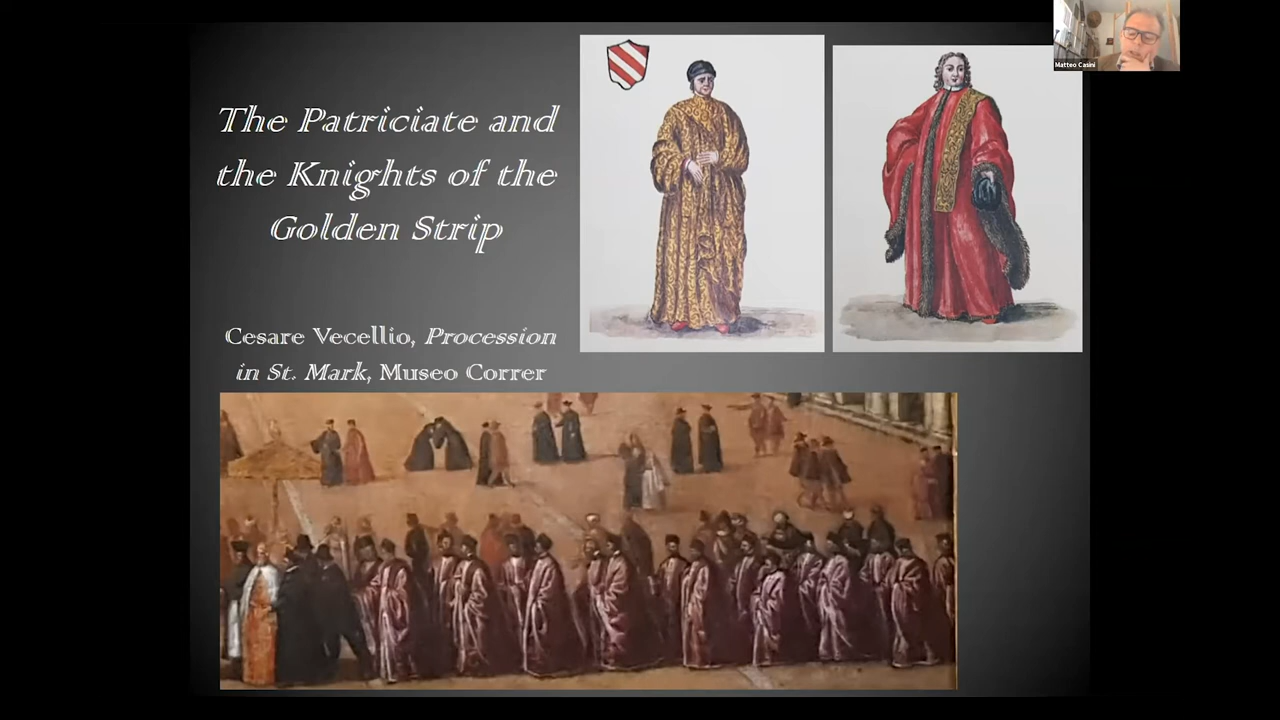 The Patriciate and
the Knights of the
Golden Strip
Cesare Vecellio, Procession
in St. Mark, Museo Correr
Matteo Casini